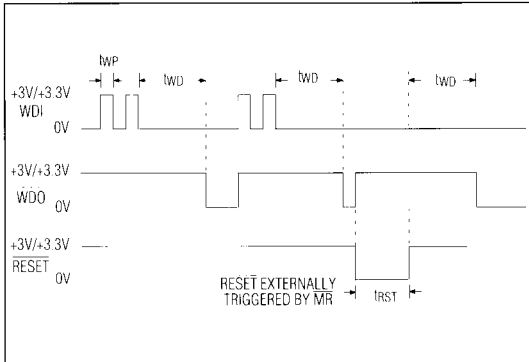 tWP
tWD
tWD
tWD
+3V/+3.3V
WDI
0V
+3V/+3.3V
WDO
0V
+3V/+3.3V
RESET
0V
RESET EXTERNALLY
TRIGGERED BY MR
tRST